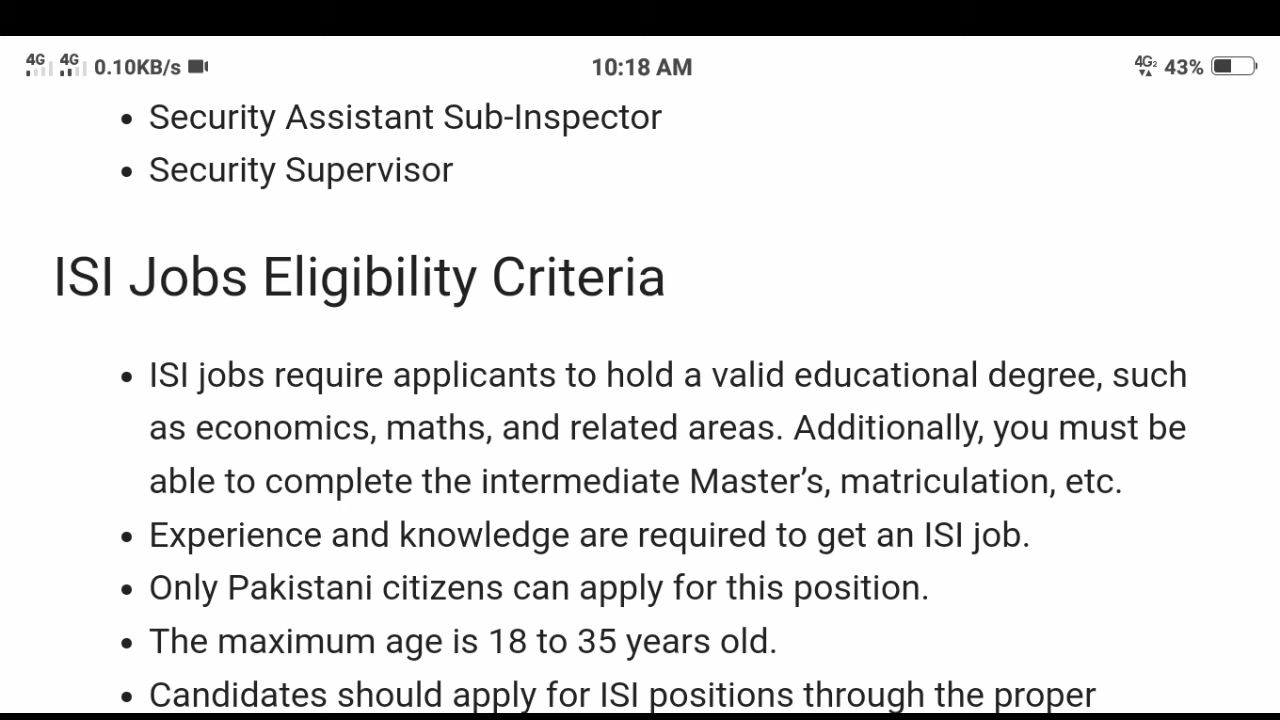 4G 4G 0.10KB/s 10:18 AM 4G2 43%
• Security Assistant Sub-Inspector
• Security Supervisor
ISI Jobs Eligibility Criteria
• ISI jobs require applicants to hold a valid educational degree, such
as economics, maths, and related areas. Additionally, you must be
able to complete the intermediate Master’s, matriculation, etc.
• Experience and knowledge are required to get an ISI job.
• Only Pakistani citizens can apply for this position.
• The maximum age is 18 to 35 years old.
• Candidates should apply for ISI positions through the proper